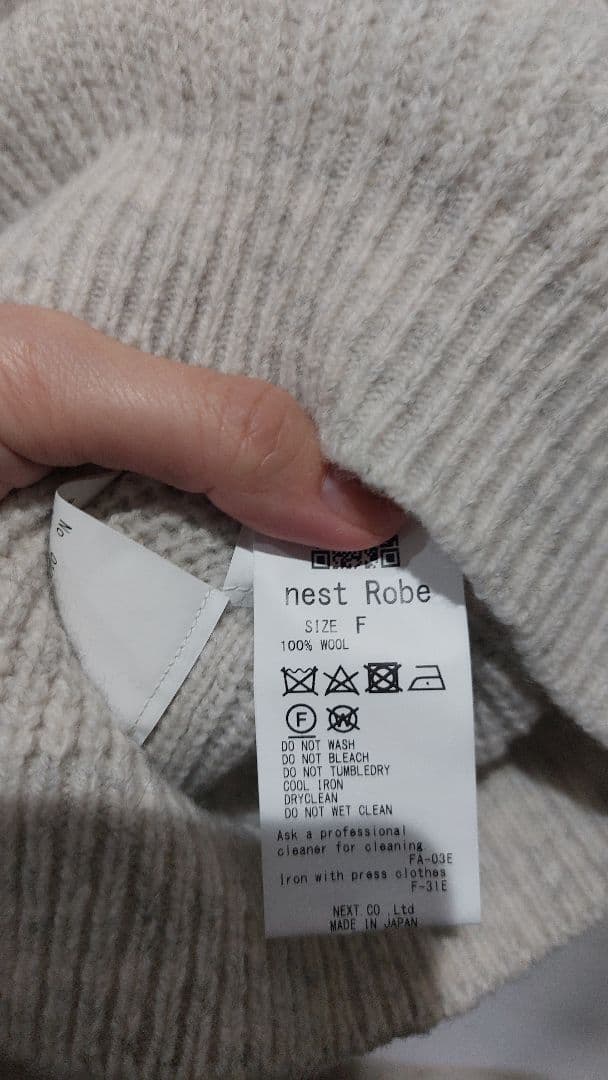 No
nest Robe
SIZE F
100% WOOL
F
W
DO NOT WASH
DO NOT BLEACH
DO NOT TUMBLEDRY
COOL IRON
DRYCLEAN
DO NOT WET CLEAN
Ask a professional
cleaner for cleaning
FA-03E
Iron with press clothes
F-31E
NEXT.CO.,Ltd
MADE IN JAPAN